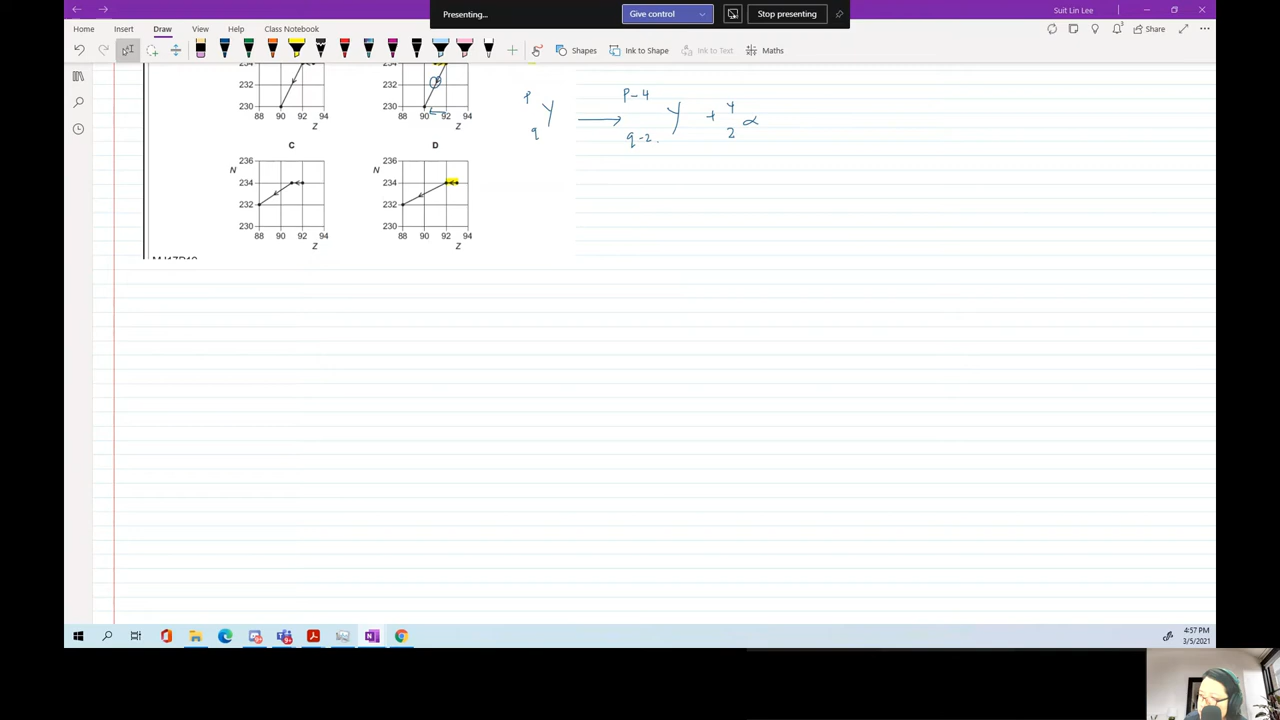 Presenting...
Give control
Stop presenting
Suit Lin Lee
Home Insert Draw View Help Class Notebook
Share
Shapes Ink to Shape Ink to Text Maths
234 234
232 232
230 230
88 90 92 94 88 90 92 94
Z Z
p Y q → p-4 Y q-2 + 4 2 α
C D
236 236
N N
234 234
232 232
230 230
88 90 92 94 88 90 92 94
Z Z
9+
4:57 PM
3/5/2021